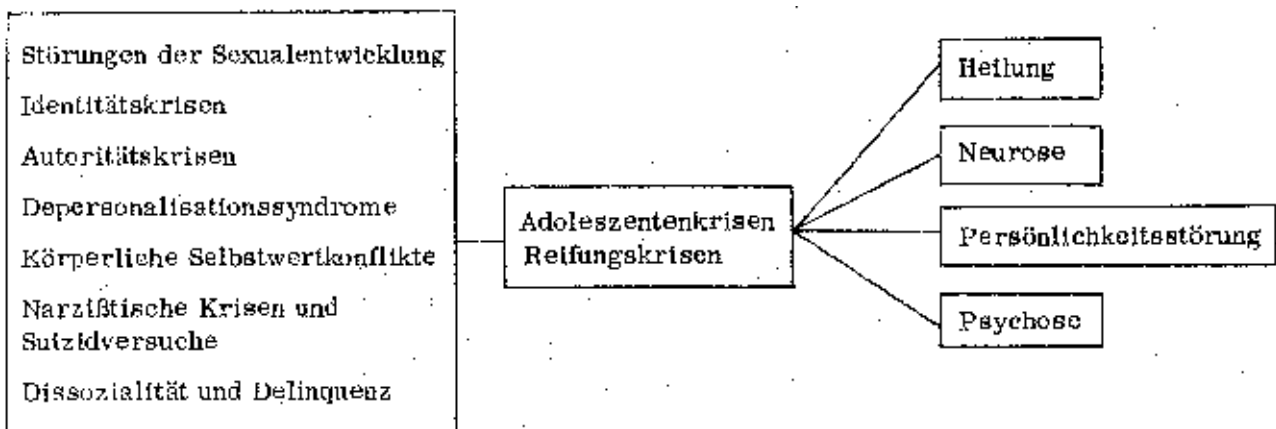 Störungen der Sexualentwicklung
Identitätskrisen
Autoritätskrisen
Depersonalisationssyndrome
Körperliche Selbstwertkonflikte
Narzißtische Krisen und
Suizidversuche
Dissozialität und Delinquenz
Adoleszentenkrisen
Reifungskrisen
Heilung
Neurose
Persönlichkeitsstörung
Psychose